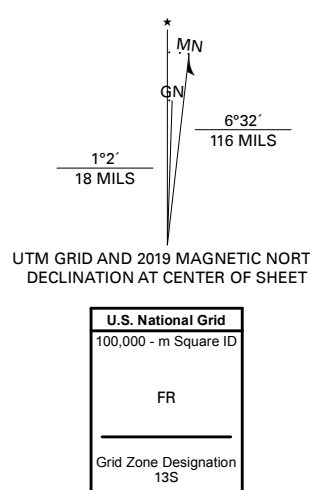 MN
GN
6°32´
116 MILS
1°2´
18 MILS
UTM GRID AND 2019 MAGNETIC NORT
DECLINATION AT CENTER OF SHEET
U.S. National Grid
100,000 - m Square ID
FR
Grid Zone Designation
13S